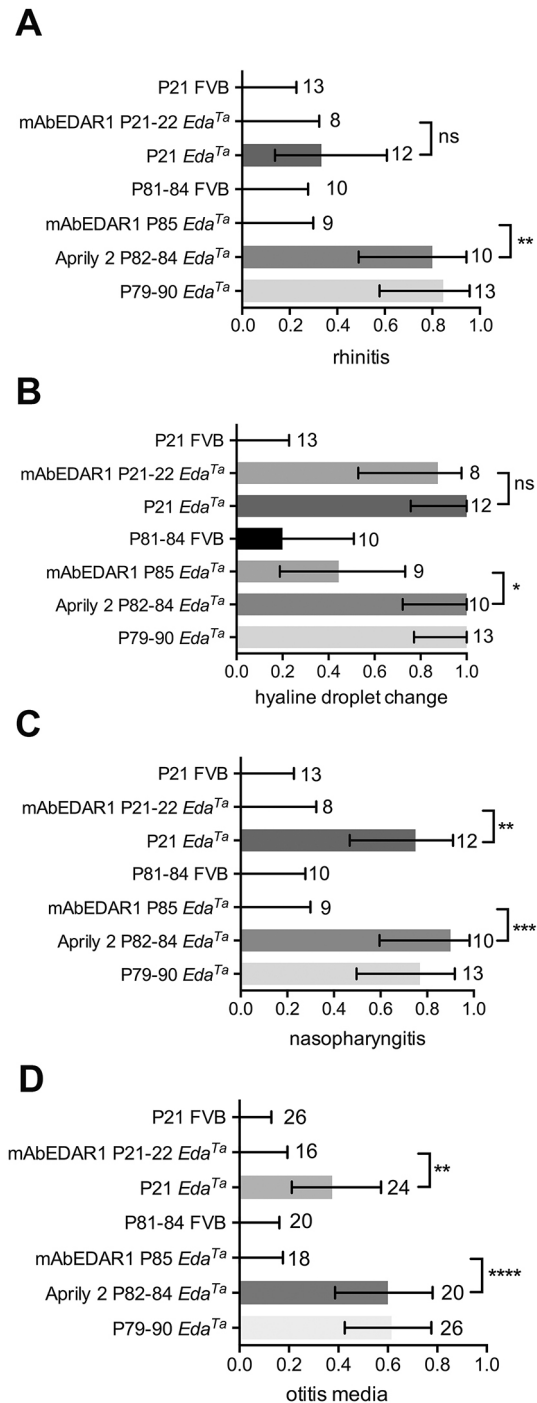 A
P21 FVB 13
mAbEDAR1 P21-22 EdaTa 8
ns
P21 EdaTa 12
P81-84 FVB 10
mAbEDAR1 P85 EdaTa 9
**
Aprily 2 P82-84 EdaTa 10
P79-90 EdaTa 13
0.0 0.2 0.4 0.6 0.8 1.0
rhinitis
B
P21 FVB 13
mAbEDAR1 P21-22 EdaTa 8
ns
P21 EdaTa 12
P81-84 FVB 10
mAbEDAR1 P85 EdaTa 9
*
Aprily 2 P82-84 EdaTa 10
P79-90 EdaTa 13
0.0 0.2 0.4 0.6 0.8 1.0
hyaline droplet change
C
P21 FVB 13
mAbEDAR1 P21-22 EdaTa 8
**
P21 EdaTa 12
P81-84 FVB 10
mAbEDAR1 P85 EdaTa 9
***
Aprily 2 P82-84 EdaTa 10
P79-90 EdaTa 13
0.0 0.2 0.4 0.6 0.8 1.0
nasopharyngitis
D
P21 FVB 26
mAbEDAR1 P21-22 EdaTa 16
**
P21 EdaTa 24
P81-84 FVB 20
mAbEDAR1 P85 EdaTa 18
****
Aprily 2 P82-84 EdaTa 20
P79-90 EdaTa 26
0.0 0.2 0.4 0.6 0.8 1.0
otitis media